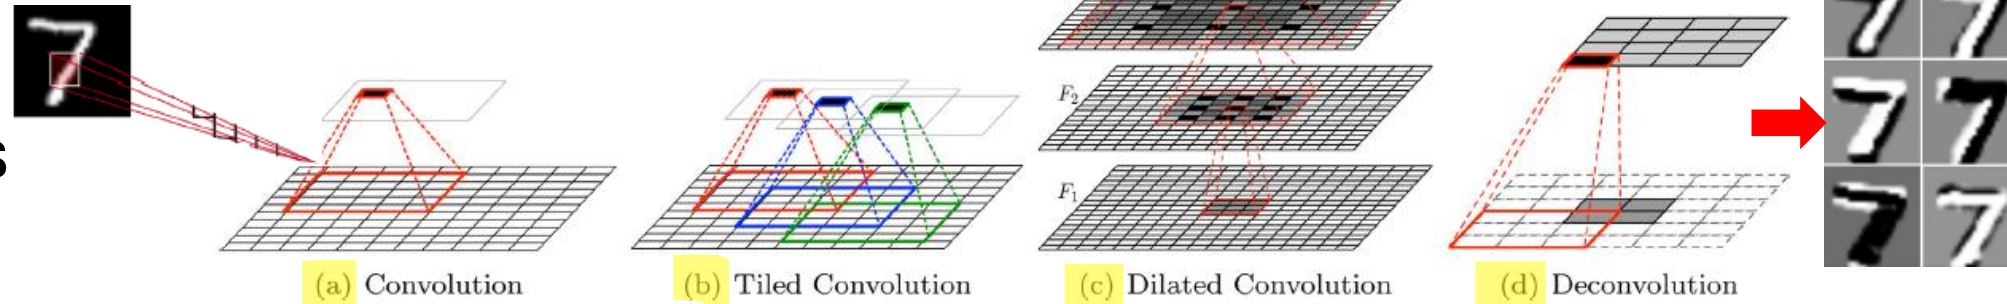 s
F₂
F₁
(a) Convolution
(b) Tiled Convolution
(c) Dilated Convolution
(d) Deconvolution